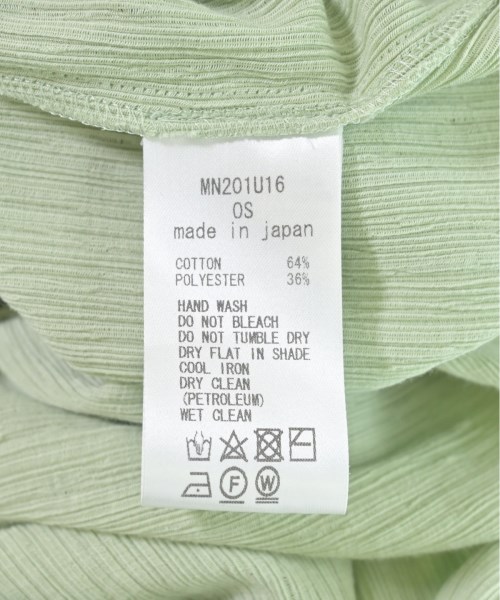 MN201U16
OS
made in japan
COTTON 64%
POLYESTER 36%
HAND WASH
DO NOT BLEACH
DO NOT TUMBLE DRY
DRY FLAT IN SHADE
COOL IRON
DRY CLEAN
(PETROLEUM)
WET CLEAN
F W